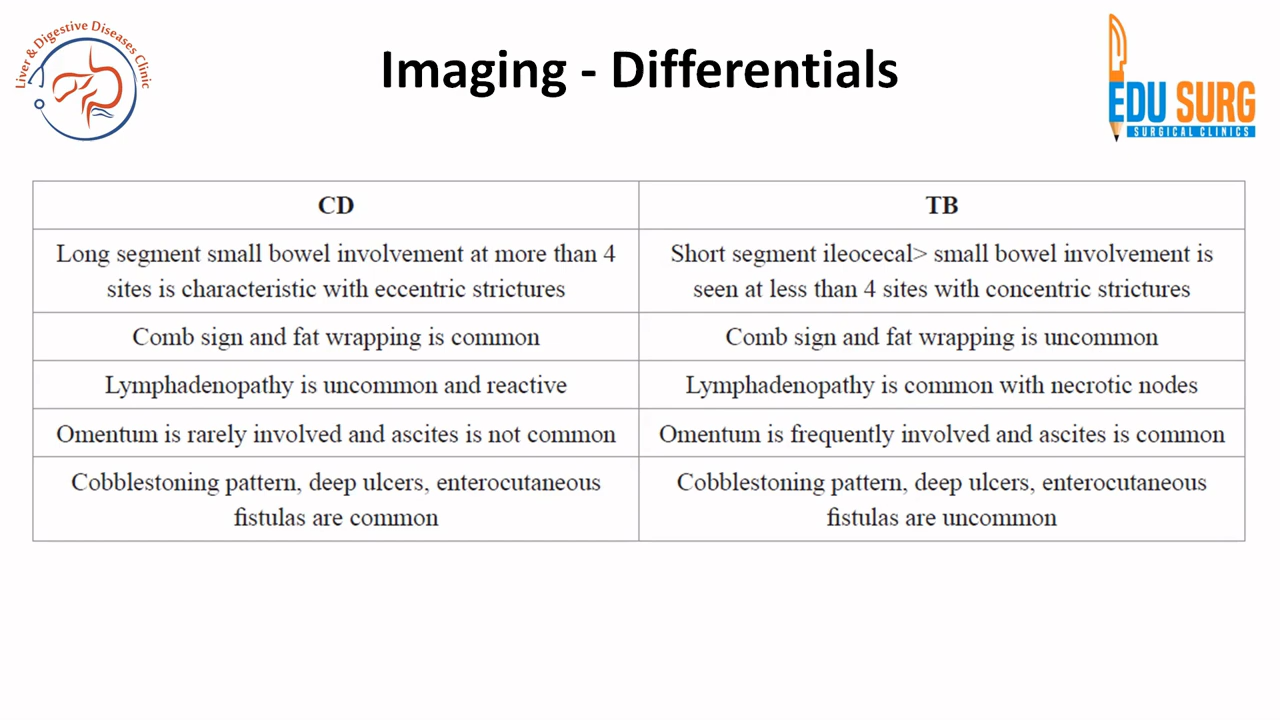 Liver & Digestive Diseases Clinic
Imaging - Differentials
EDU SURG
SURGICAL CLINICS
CD
TB
Long segment small bowel involvement at more than 4
sites is characteristic with eccentric strictures
Short segment ileocecal> small bowel involvement is
seen at less than 4 sites with concentric strictures
Comb sign and fat wrapping is common
Comb sign and fat wrapping is uncommon
Lymphadenopathy is uncommon and reactive
Lymphadenopathy is common with necrotic nodes
Omentum is rarely involved and ascites is not common
Omentum is frequently involved and ascites is common
Cobblestoning pattern, deep ulcers, enterocutaneous
fistulas are common
Cobblestoning pattern, deep ulcers, enterocutaneous
fistulas are uncommon